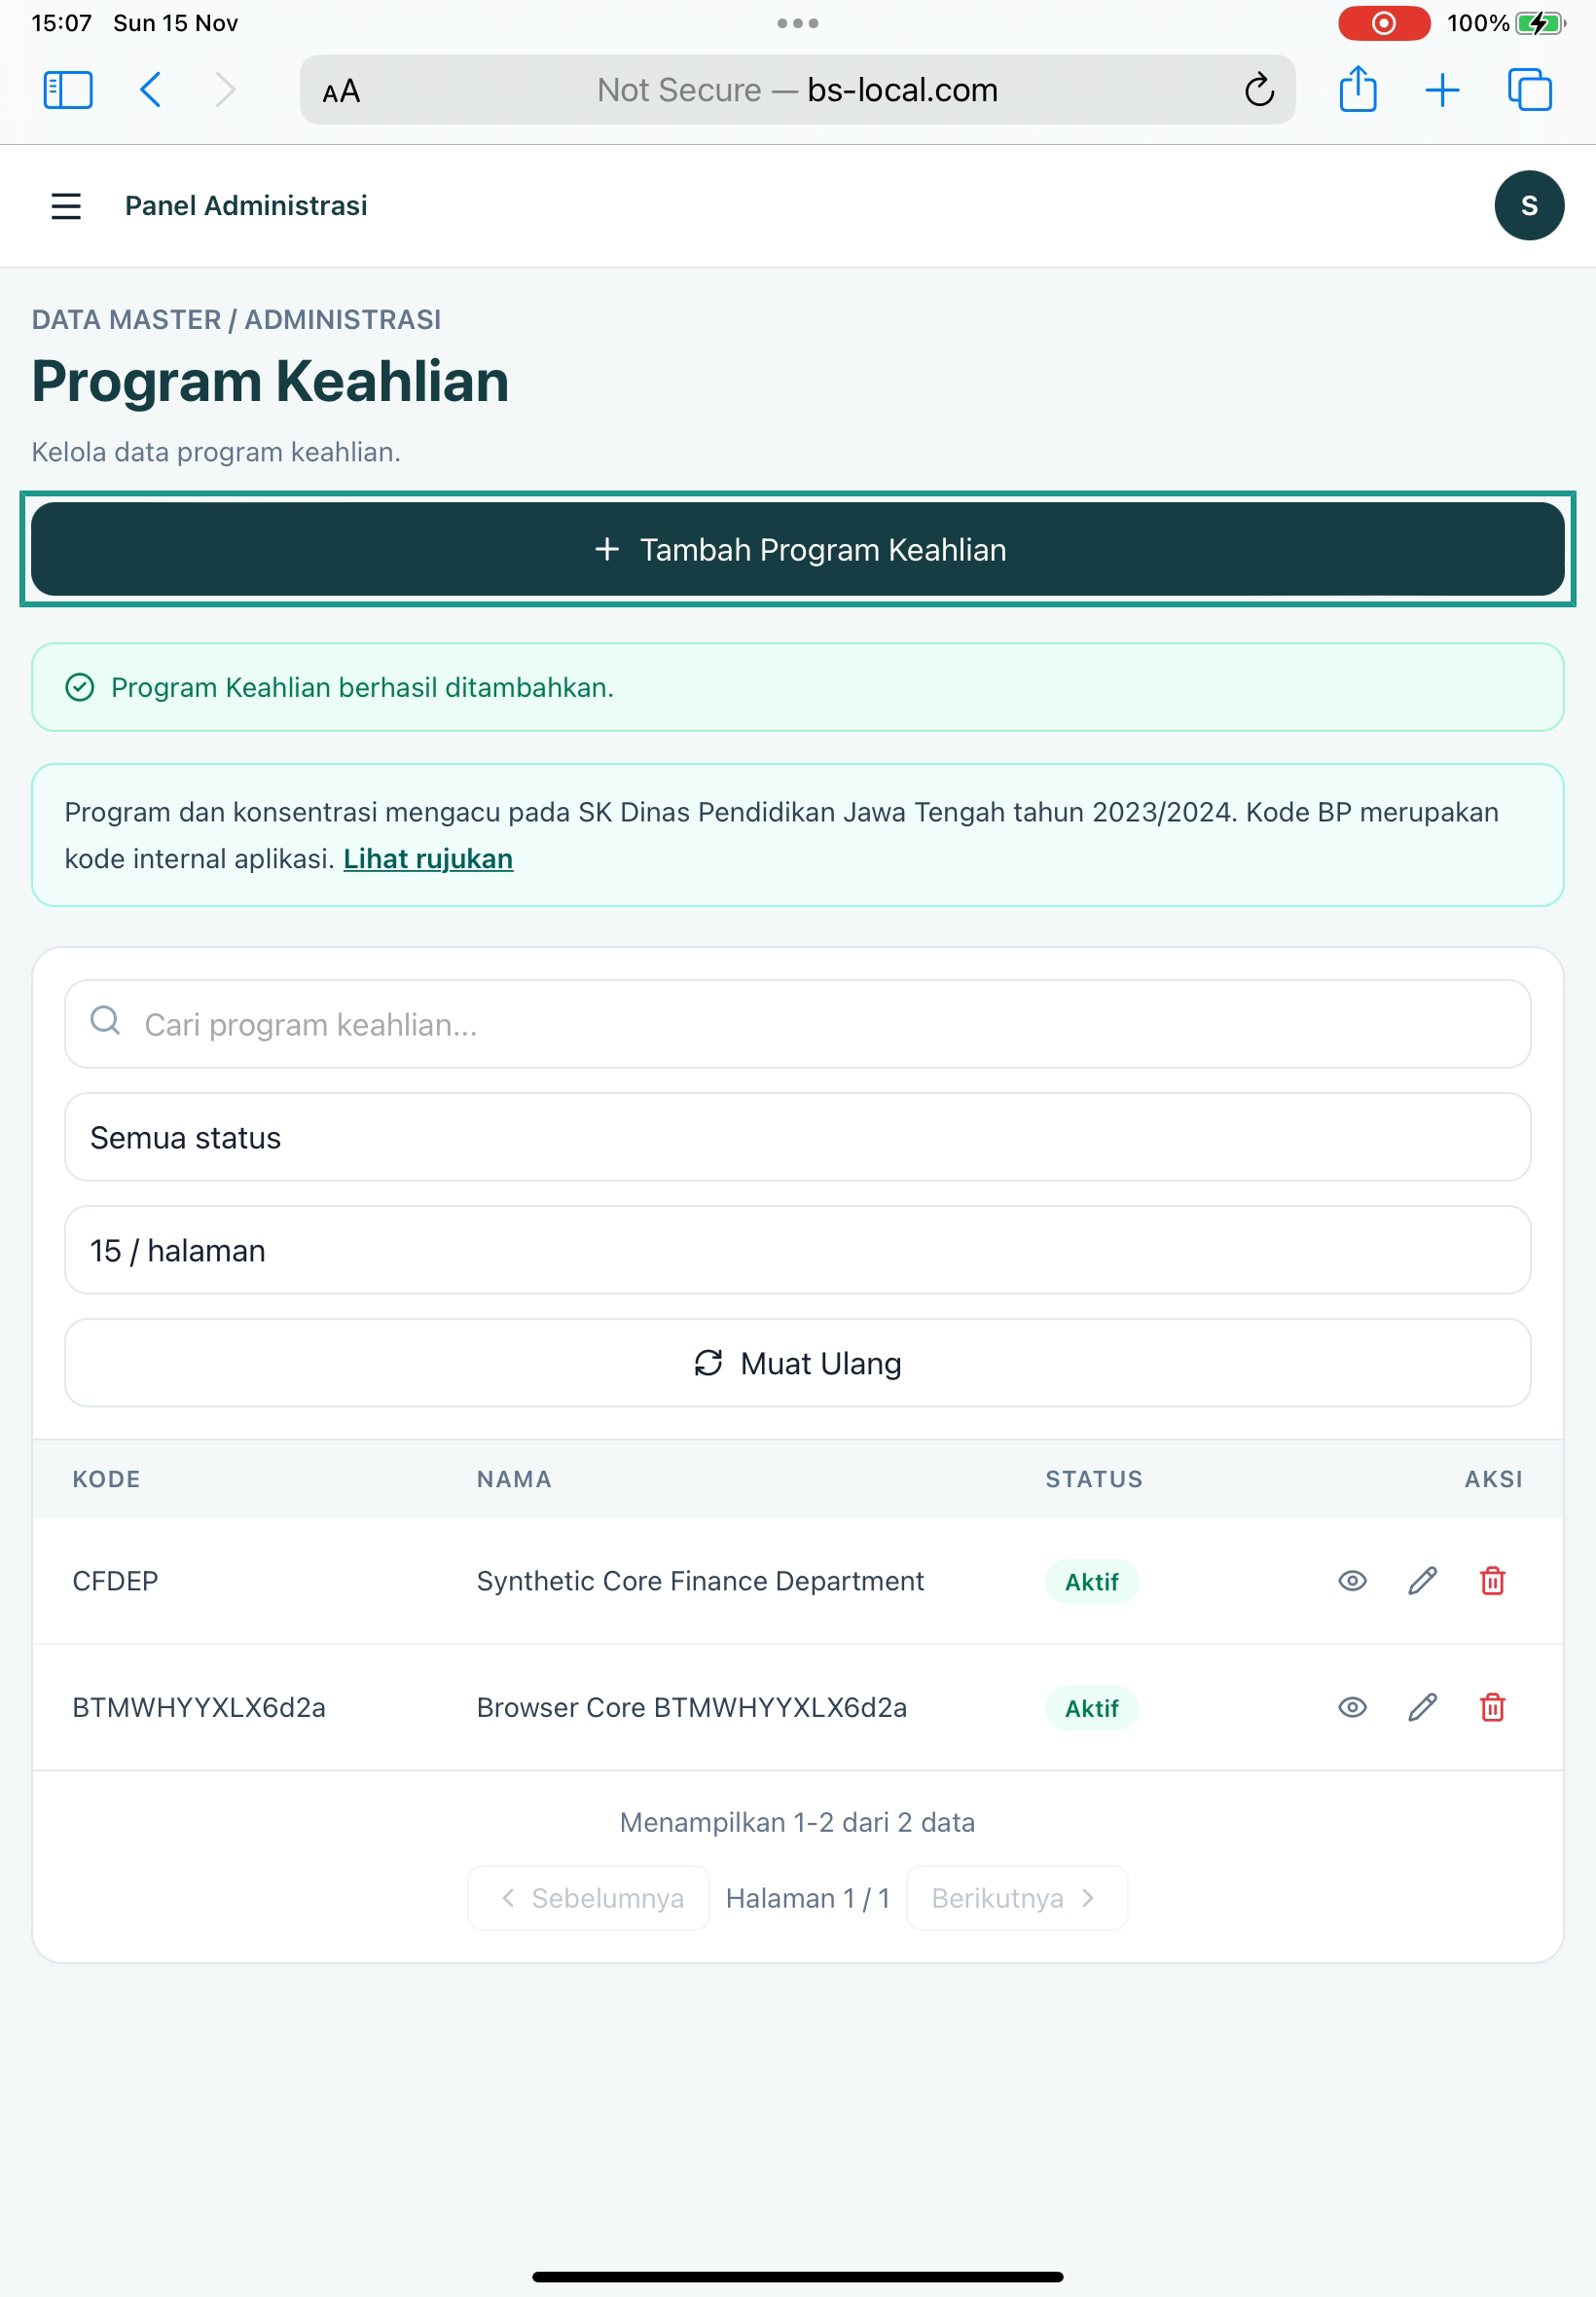 15:07 Sun 15 Nov
100%
AA
Not Secure — bs-local.com
Panel Administrasi
S
DATA MASTER / ADMINISTRASI
Program Keahlian
Kelola data program keahlian.
+ Tambah Program Keahlian
Program Keahlian berhasil ditambahkan.
Program dan konsentrasi mengacu pada SK Dinas Pendidikan Jawa Tengah tahun 2023/2024. Kode BP merupakan
kode internal aplikasi. Lihat rujukan
Cari program keahlian...
Semua status
15 / halaman
Muat Ulang
KODE NAMA STATUS AKSI
CFDEP Synthetic Core Finance Department Aktif
BTMWHYYXLX6d2a Browser Core BTMWHYYXLX6d2a Aktif
Menampilkan 1-2 dari 2 data
Sebelumnya Halaman 1 / 1 Berikutnya